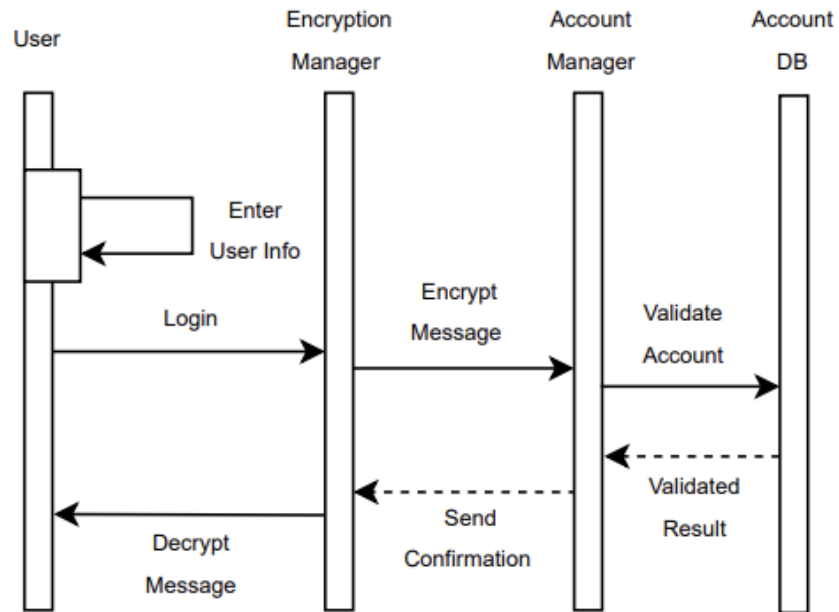 User
Encryption
Manager
Account
Manager
Account
DB
Enter
User Info
Login
Encrypt
Message
Validate
Account
Validated
Result
Send
Confirmation
Decrypt
Message